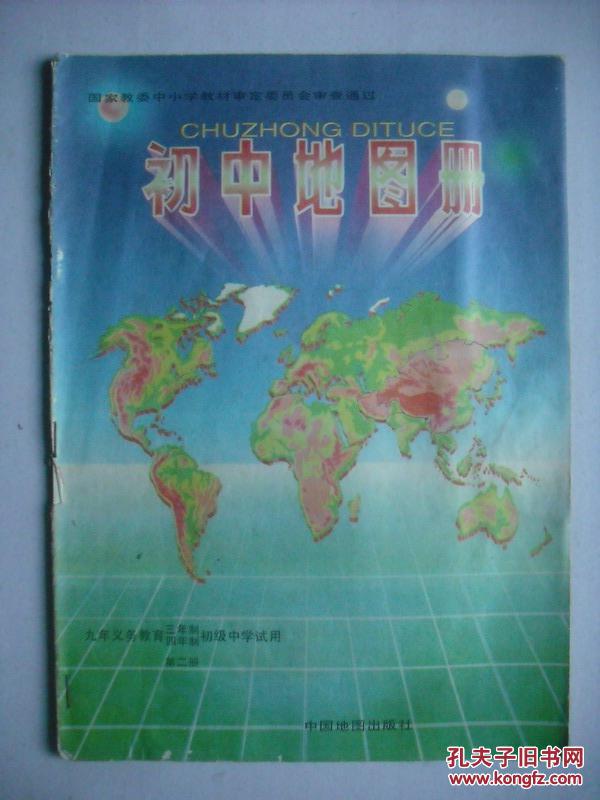 国家教委中小学教材审定委员会审查通过
CHUZHONG DITUCE
初中地图册
九年义务教育三年制四年制初级中学试用
第二册
中国地图出版社
孔夫子旧书网
www.kongfz.com